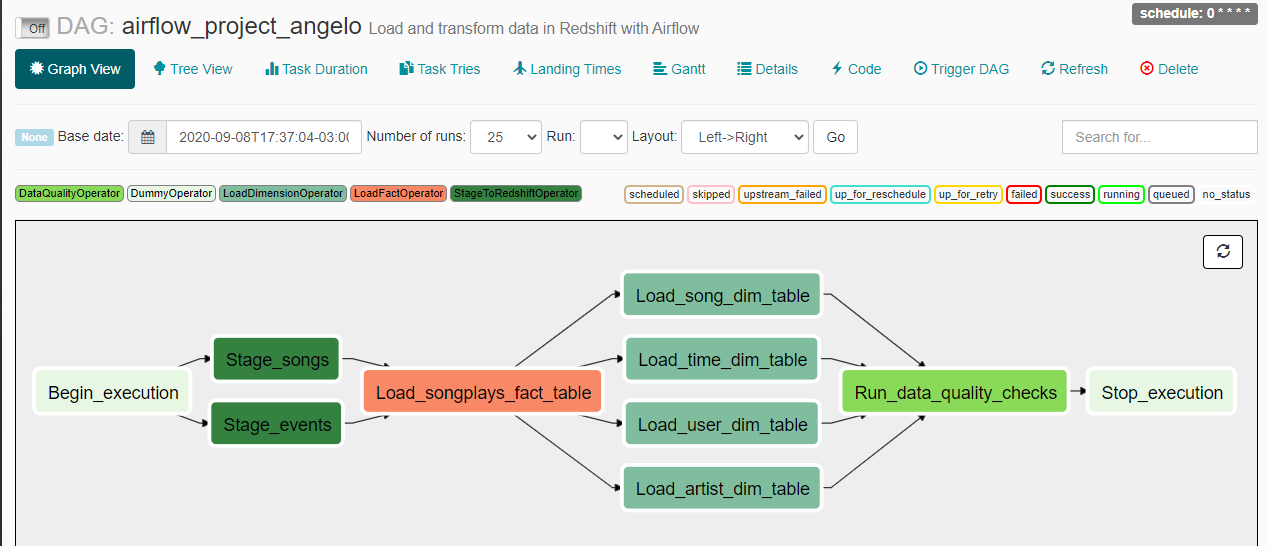 schedule: 0 * * * *
Off DAG: airflow_project_angelo Load and transform data in Redshift with Airflow
Graph View Tree View Task Duration Task Tries Landing Times Gantt Details Code Trigger DAG Refresh Delete
None Base date: 2020-09-08T17:37:04-03:00 Number of runs: 25 Run: Layout: Left->Right Go Search for...
DataQualityOperator DummyOperator LoadDimensionOperator LoadFactOperator StageToRedshiftOperator scheduled skipped upstream_failed up_for_reschedule up_for_retry failed success running queued no_status
Load_song_dim_table
Stage_songs Load_time_dim_table
Begin_execution Load_songplays_fact_table Run_data_quality_checks Stop_execution
Stage_events Load_user_dim_table
Load_artist_dim_table